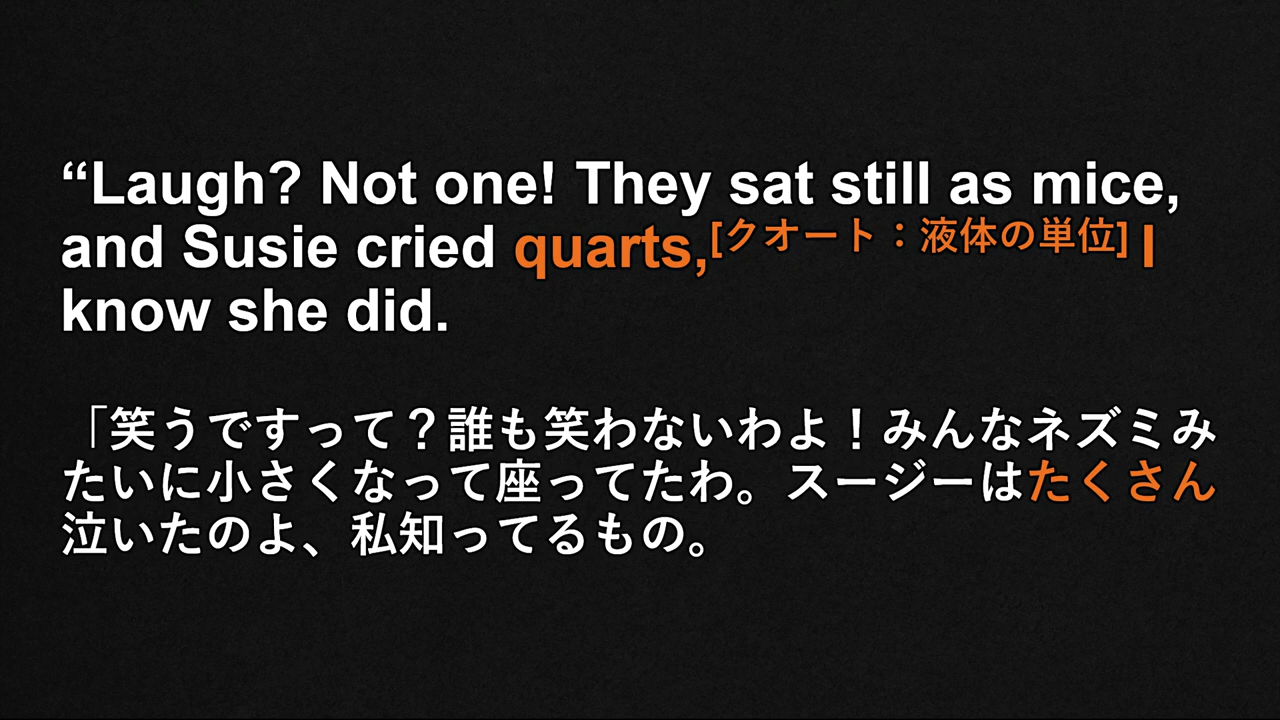 “Laugh? Not one! They sat still as mice,
and Susie cried quarts,[クオート：液体の単位] I
know she did.
「笑うですって？誰も笑わないわよ！みんなネズミみ
たいに小さくなって座ってたわ。スージーはたくさん
泣いたのよ、私知ってるもの。